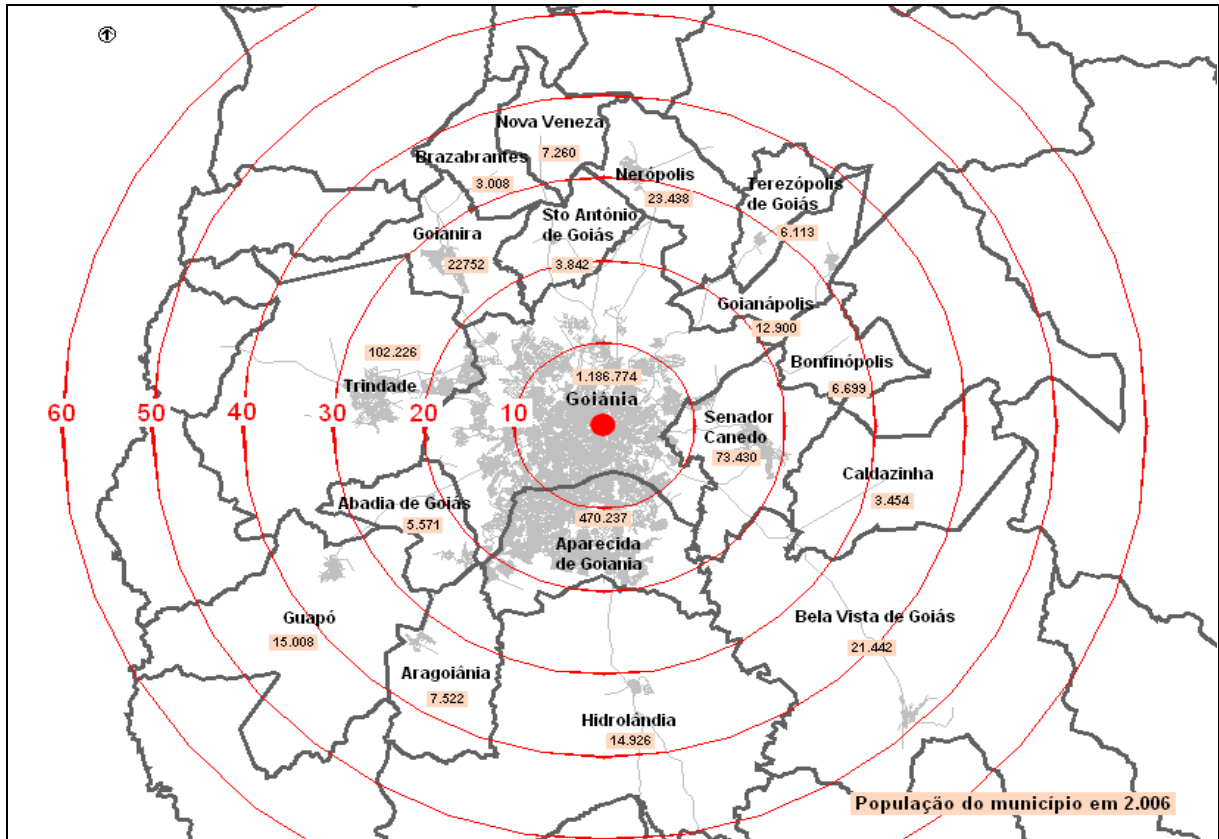 Nova Veneza
7.260
Brazabrantes
3.008
Nerópolis
23.438
Terezópolis
de Goiás
6.113
Sto Antônio
de Goiás
3.842
Goianira
22752
Goianápolis
12.900
102.226
Trindade
1.186.774
Goiânia
Bonfinópolis
6.699
60 50 40 30 20 10
Senador
Canedo
73.430
Caldazinha
3.454
Abadia de Goiás
5.571
470.237
Aparecida
de Goiania
Guapó
15.008
Bela Vista de Goiás
21.442
Aragoiânia
7.522
Hidrolândia
14.926
População do município em 2.006